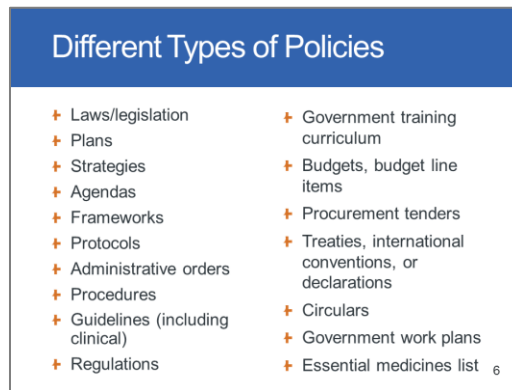 Different Types of Policies
Laws/legislation
Plans
Strategies
Agendas
Frameworks
Protocols
Administrative orders
Procedures
Guidelines (including
clinical)
Regulations
Government training
curriculum
Budgets, budget line
items
Procurement tenders
Treaties, international
conventions, or
declarations
Circulars
Government work plans
Essential medicines list
6